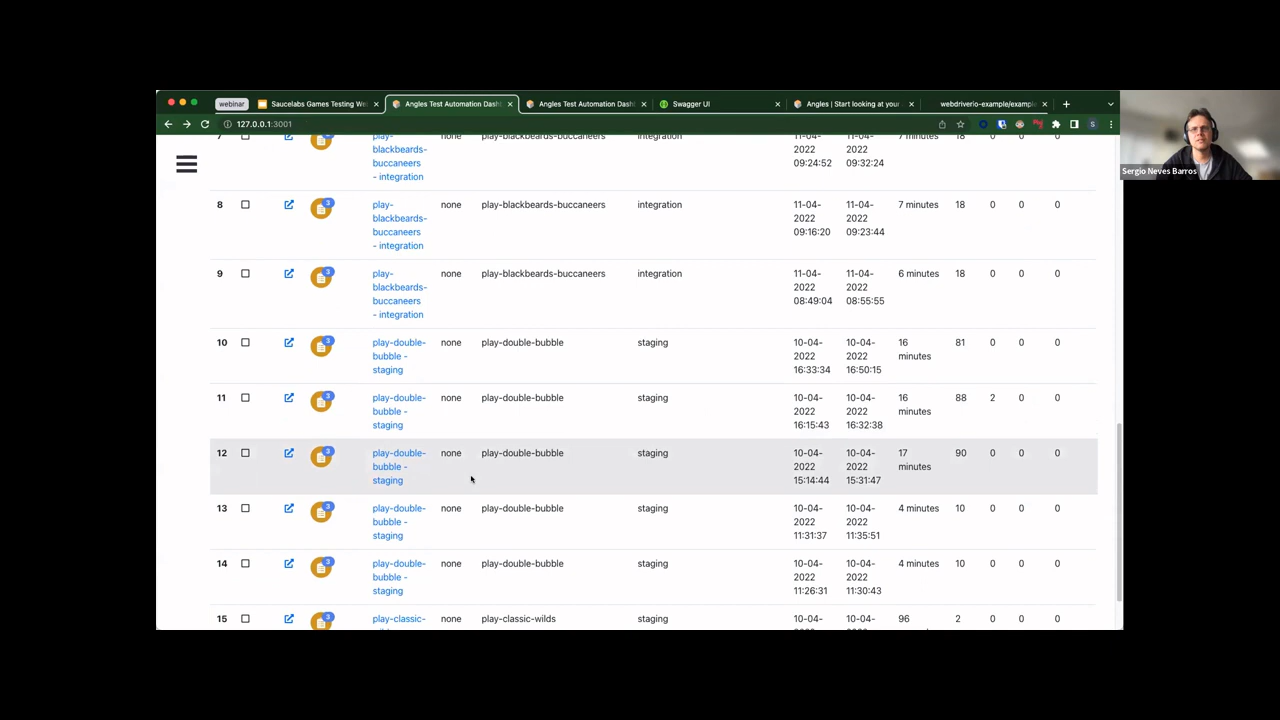 webinar Saucelabs Games Testing We Angles Test Automation Dash Angles Test Automation Dash Swagger UI Angles | Start looking at your webdriverio-example/example
127.0.0.1:3001 S
7 play- none play-blackbeards-buccaneers integration 11-04- 11-04- 7 minutes 18 0 0 0
blackbeards- 2022 2022
buccaneers 09:24:52 09:32:24
- integration
8 3 play- none play-blackbeards-buccaneers integration 11-04- 11-04- 7 minutes 18 0 0 0
blackbeards- 2022 2022
buccaneers 09:16:20 09:23:44
- integration
9 3 play- none play-blackbeards-buccaneers integration 11-04- 11-04- 6 minutes 18 0 0 0
blackbeards- 2022 2022
buccaneers 08:49:04 08:55:55
- integration
10 3 play-double- none play-double-bubble staging 10-04- 10-04- 16 81 0 0 0
bubble - 2022 2022 minutes
staging 16:33:34 16:50:15
11 3 play-double- none play-double-bubble staging 10-04- 10-04- 16 88 2 0 0
bubble - 2022 2022 minutes
staging 16:15:43 16:32:38
12 3 play-double- none play-double-bubble staging 10-04- 10-04- 17 90 0 0 0
bubble - 2022 2022 minutes
staging 15:14:44 15:31:47
13 3 play-double- none play-double-bubble staging 10-04- 10-04- 4 minutes 10 0 0 0
bubble - 2022 2022
staging 11:31:37 11:35:51
14 3 play-double- none play-double-bubble staging 10-04- 10-04- 4 minutes 10 0 0 0
bubble - 2022 2022
staging 11:26:31 11:30:43
15 3 play-classic- none play-classic-wilds staging 10-04- 10-04- 96 2 0 0 0
Sergio Neves Barros